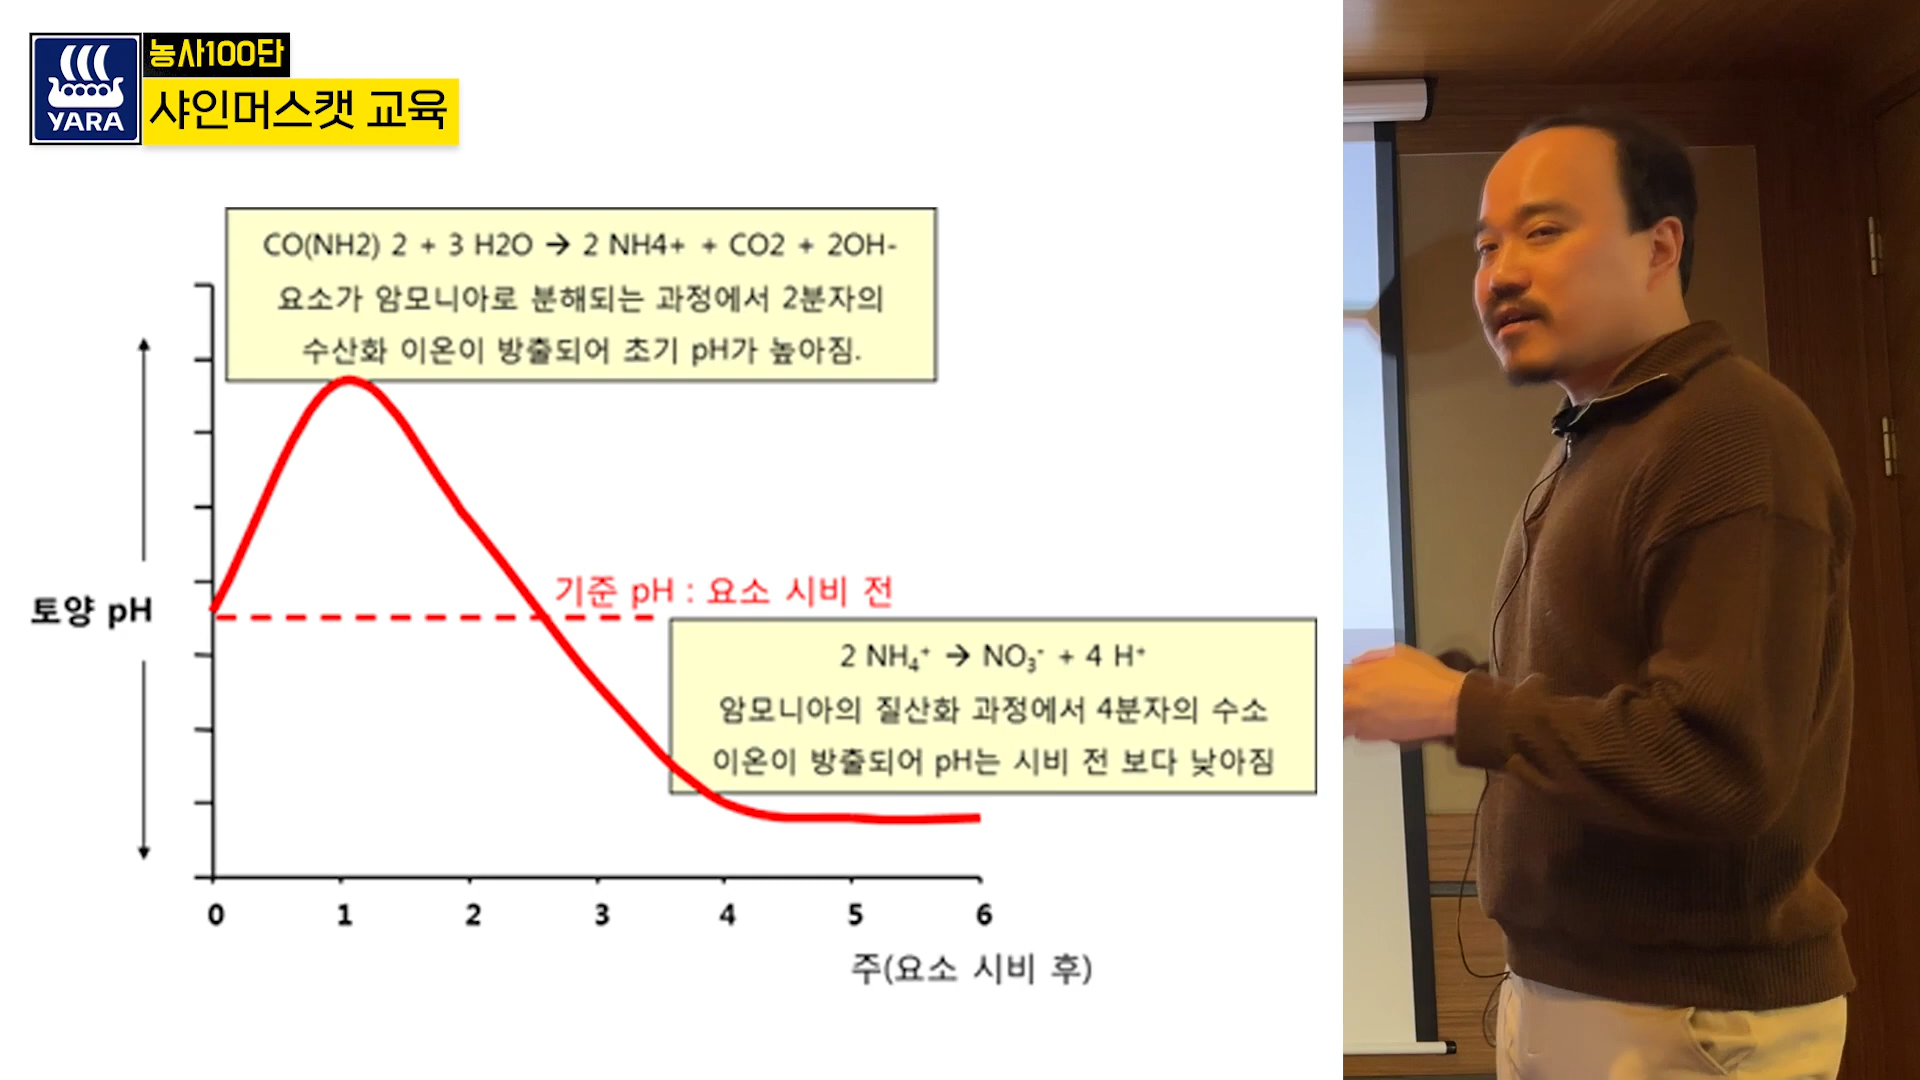 농사100단
YARA
샤인머스캣 교육
CO(NH2) 2 + 3 H2O → 2 NH4+ + CO2 + 2OH-
요소가 암모니아로 분해되는 과정에서 2분자의
수산화 이온이 방출되어 초기 pH가 높아짐.
기준 pH : 요소 시비 전
토양 pH
2 NH₄⁺ → NO₃⁻ + 4 H⁺
암모니아의 질산화 과정에서 4분자의 수소
이온이 방출되어 pH는 시비 전 보다 낮아짐
0 1 2 3 4 5 6
주(요소 시비 후)